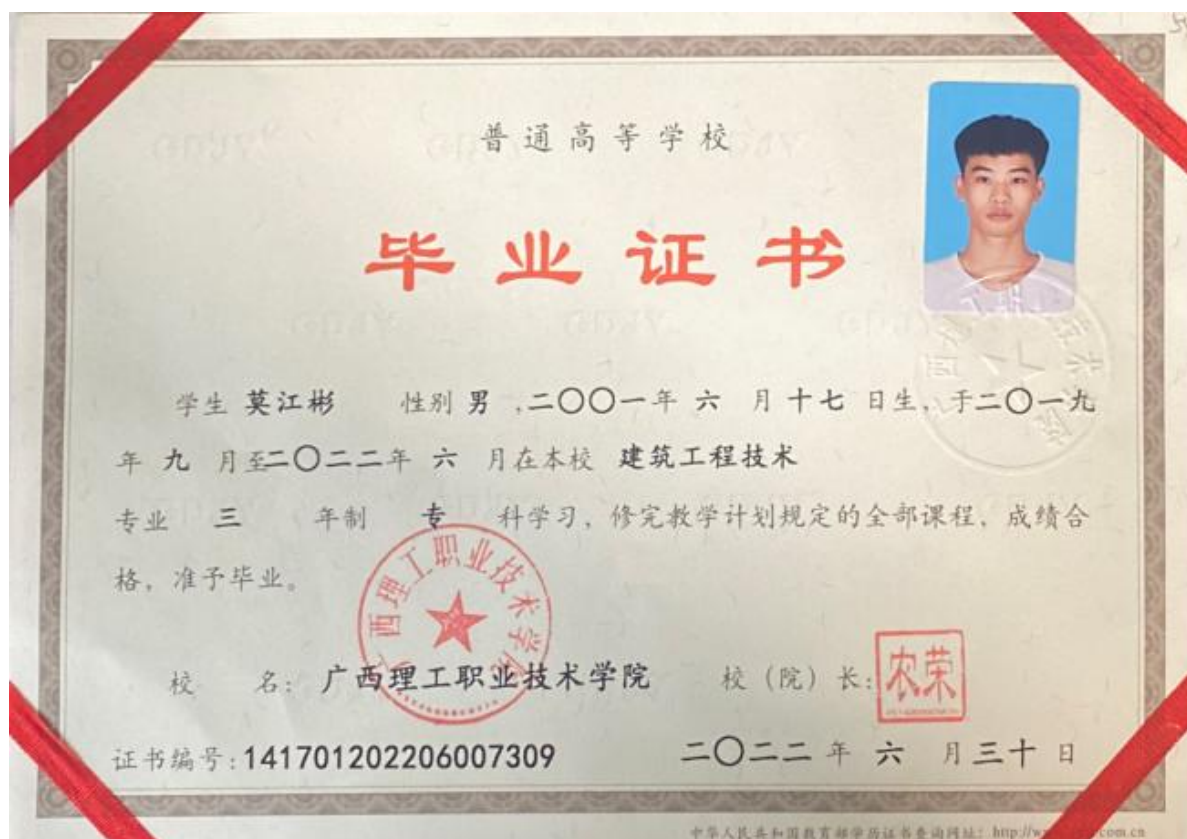 普通高等学校
毕业证书
学生 莫江彬 性别 男 ,二〇〇一年 六 月 十七 日生, 于二〇一九
年 九 月至二〇二二年 六 月在本校 建筑工程技术
专业 三 年制 专 科学习, 修完教学计划规定的全部课程, 成绩合
格, 准予毕业。
广西理工职业技术学院
校 名: 广西理工职业技术学院 校(院)长: 农荣
证书编号: 141701202206007309 二〇二二 年 六 月 三十 日
中华人民共和国教育部学历证书查询网址: http://w
com.cn